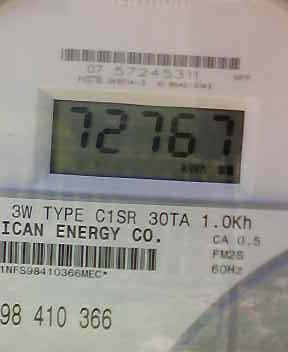 07 57245311
72767
3W TYPE C1SR 30TA 1.0Kh
ICAN ENERGY CO.
CA 0.5
FM2S
60Hz
1NFS98410366MEC*
98 410 366